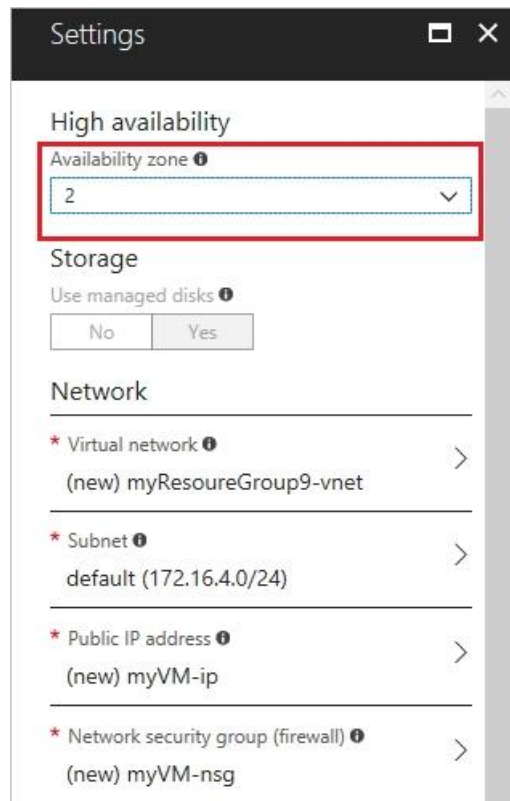 Settings
High availability
Availability zone
2
Storage
Use managed disks
No Yes
Network
* Virtual network
(new) myResoureGroup9-vnet
* Subnet
default (172.16.4.0/24)
* Public IP address
(new) myVM-ip
* Network security group (firewall)
(new) myVM-nsg